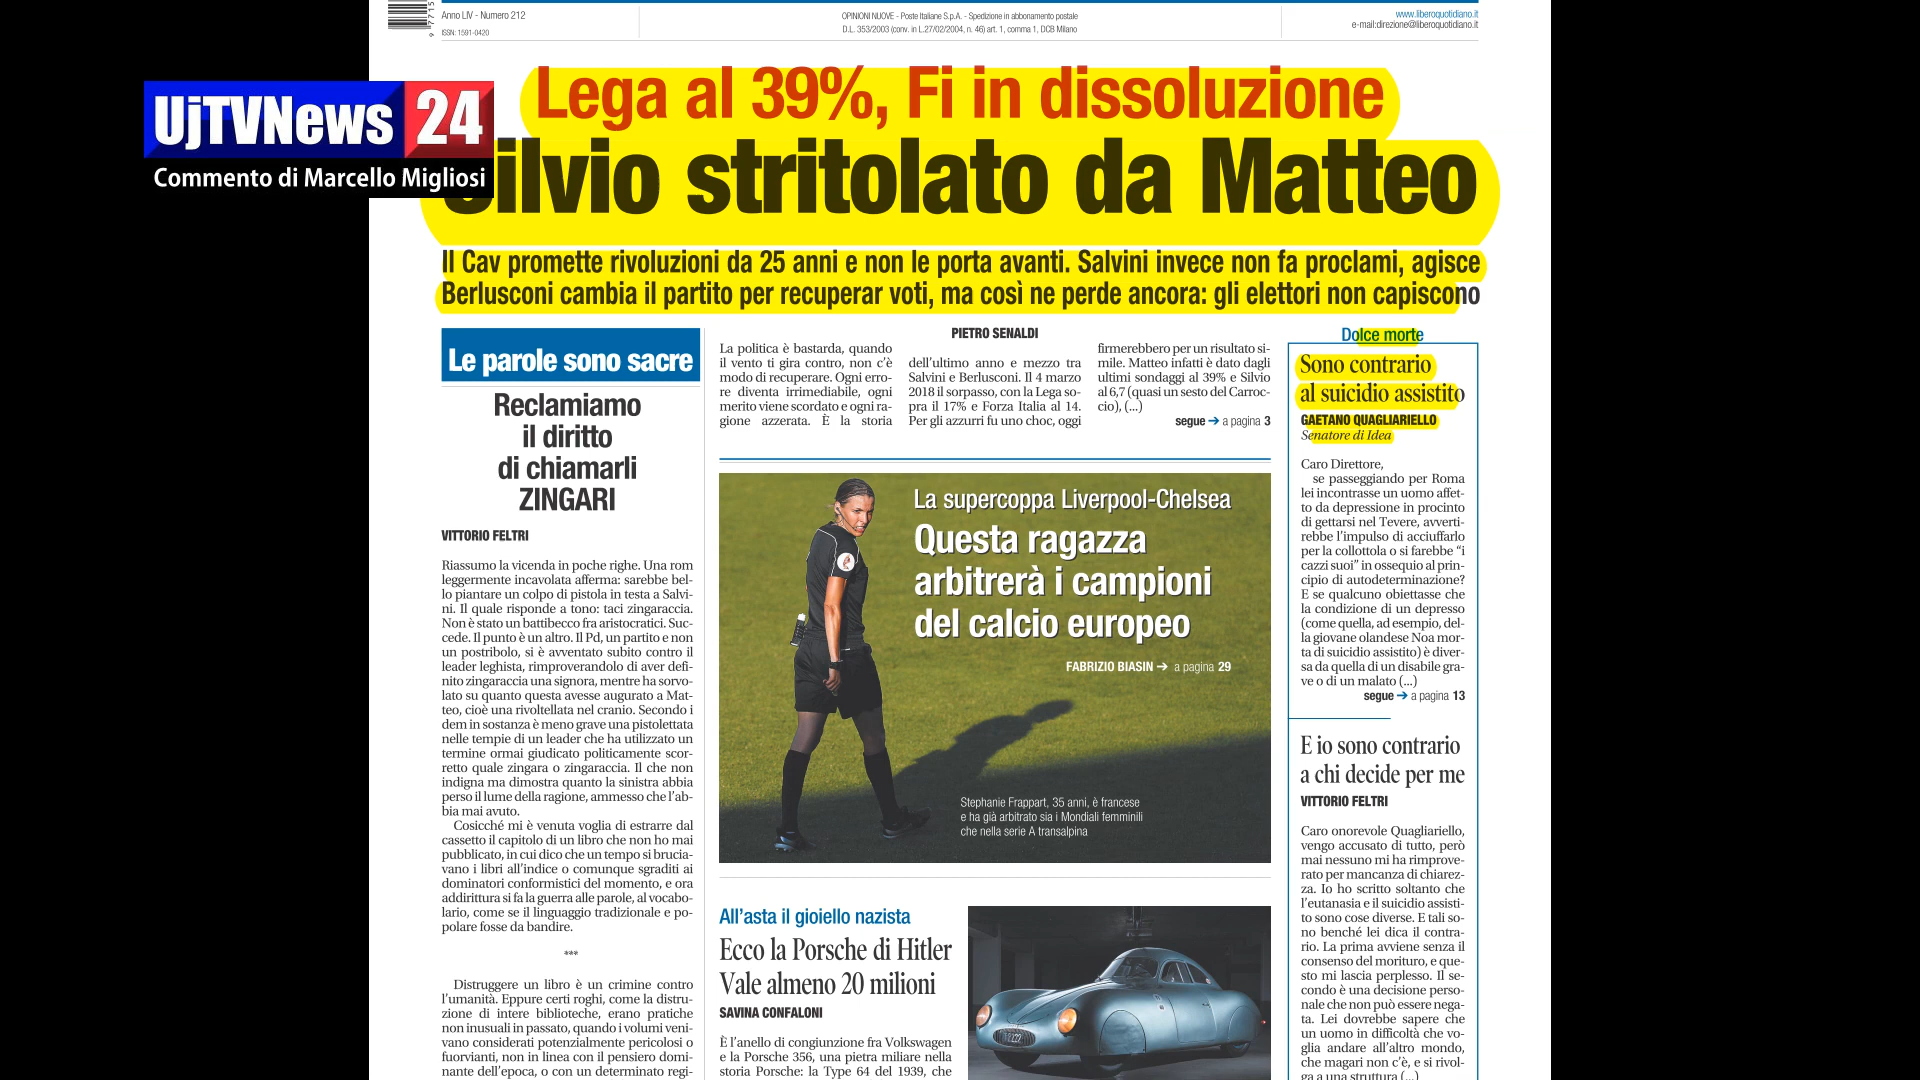 9 7715
Anno LIV - Numero 212
ISSN: 1591-0420
OPINIONI NUOVE - Poste Italiane S.p.A. - Spedizione in abbonamento postale
D.L. 353/2003 (conv. in L.27/02/2004, n. 46) art. 1, comma 1, DCB Milano
www.liberoquotidiano.it
e-mail:direzione@liberoquotidiano.it
UjTVNews 24
Commento di Marcello Migliosi
Lega al 39%, Fi in dissoluzione
Silvio stritolato da Matteo
Il Cav promette rivoluzioni da 25 anni e non le porta avanti. Salvini invece non fa proclami, agisce
Berlusconi cambia il partito per recuperar voti, ma così ne perde ancora: gli elettori non capiscono
Le parole sono sacre
Reclamiamo
il diritto
di chiamarli
ZINGARI
VITTORIO FELTRI
Riassumo la vicenda in poche righe. Una rom
leggermente incavolata afferma: sarebbe bel-
lo piantare un colpo di pistola in testa a Salvi-
ni. Il quale risponde a tono: taci zingaraccia.
Non è stato un battibecco fra aristocratici. Suc-
cede. Il punto è un altro. Il Pd, un partito e non
un postribolo, si è avventato subito contro il
leader leghista, rimproverandolo di aver defi-
nito zingaraccia una signora, mentre ha sorvo-
lato su quanto questa avesse augurato a Mat-
teo, cioè una rivoltellata nel cranio. Secondo i
dem in sostanza è meno grave una pistolettata
nelle tempie di un leader che ha utilizzato un
termine ormai giudicato politicamente scor-
retto quale zingara o zingaraccia. Il che non
indigna ma dimostra quanto la sinistra abbia
perso il lume della ragione, ammesso che l'ab-
bia mai avuto.
Cosicché mi è venuta voglia di estrarre dal
cassetto il capitolo di un libro che non ho mai
pubblicato, in cui dico che un tempo si brucia-
vano i libri all'indice o comunque sgraditi ai
dominatori conformistici del momento, e ora
addirittura si fa la guerra alle parole, al vocabo-
lario, come se il linguaggio tradizionale e po-
polare fosse da bandire.
***
Distruggere un libro è un crimine contro
l'umanità. Eppure certi roghi, come la distru-
zione di intere biblioteche, erano pratiche
non inusuali in passato, quando i volumi veni-
vano considerati potenzialmente pericolosi o
fuorvianti, non in linea con il pensiero domi-
nante dell'epoca, o con un determinato regi-
PIETRO SENALDI
La politica è bastarda, quando
il vento ti gira contro, non c'è
modo di recuperare. Ogni erro-
re diventa irrimediabile, ogni
merito viene scordato e ogni ra-
gione azzerata. È la storia
dell'ultimo anno e mezzo tra
Salvini e Berlusconi. Il 4 marzo
2018 il sorpasso, con la Lega so-
pra il 17% e Forza Italia al 14.
Per gli azzurri fu uno choc, oggi
firmerebbero per un risultato si-
mile. Matteo infatti è dato dagli
ultimi sondaggi al 39% e Silvio
al 6,7 (quasi un sesto del Carroc-
cio), (...)
segue ➔ a pagina 3
La supercoppa Liverpool-Chelsea
Questa ragazza
arbitrerà i campioni
del calcio europeo
FABRIZIO BIASIN ➔ a pagina 29
Stephanie Frappart, 35 anni, è francese
e ha già arbitrato sia i Mondiali femminili
che nella serie A transalpina
All'asta il gioiello nazista
Ecco la Porsche di Hitler
Vale almeno 20 milioni
SAVINA CONFALONI
È l'anello di congiunzione fra Volkswagen
e la Porsche 356, una pietra miliare nella
storia Porsche: la Type 64 del 1939, che
Dolce morte
Sono contrario
al suicidio assistito
GAETANO QUAGLIARIELLO
Senatore di Idea
Caro Direttore,
se passeggiando per Roma
lei incontrasse un uomo affet-
to da depressione in procinto
di gettarsi nel Tevere, avverti-
rebbe l'impulso di acciuffarlo
per la collottola o si farebbe “i
cazzi suoi” in ossequio al prin-
cipio di autodeterminazione?
E se qualcuno obiettasse che
la condizione di un depresso
(come quella, ad esempio, del-
la giovane olandese Noa mor-
ta di suicidio assistito) è diver-
sa da quella di un disabile gra-
ve o di un malato (...)
segue ➔ a pagina 13
E io sono contrario
a chi decide per me
VITTORIO FELTRI
Caro onorevole Quagliariello,
vengo accusato di tutto, però
mai nessuno mi ha rimprove-
rato per mancanza di chiarez-
za. Io ho scritto soltanto che
l'eutanasia e il suicidio assisti-
to sono cose diverse. E tali so-
no benché lei dica il contra-
rio. La prima avviene senza il
consenso del morituro, e que-
sto mi lascia perplesso. Il se-
condo è una decisione perso-
nale che non può essere nega-
ta. Lei dovrebbe sapere che
un uomo in difficoltà che vo-
glia andare all'altro mondo,
che magari non c'è, e si rivol-
ga a una struttura (...)